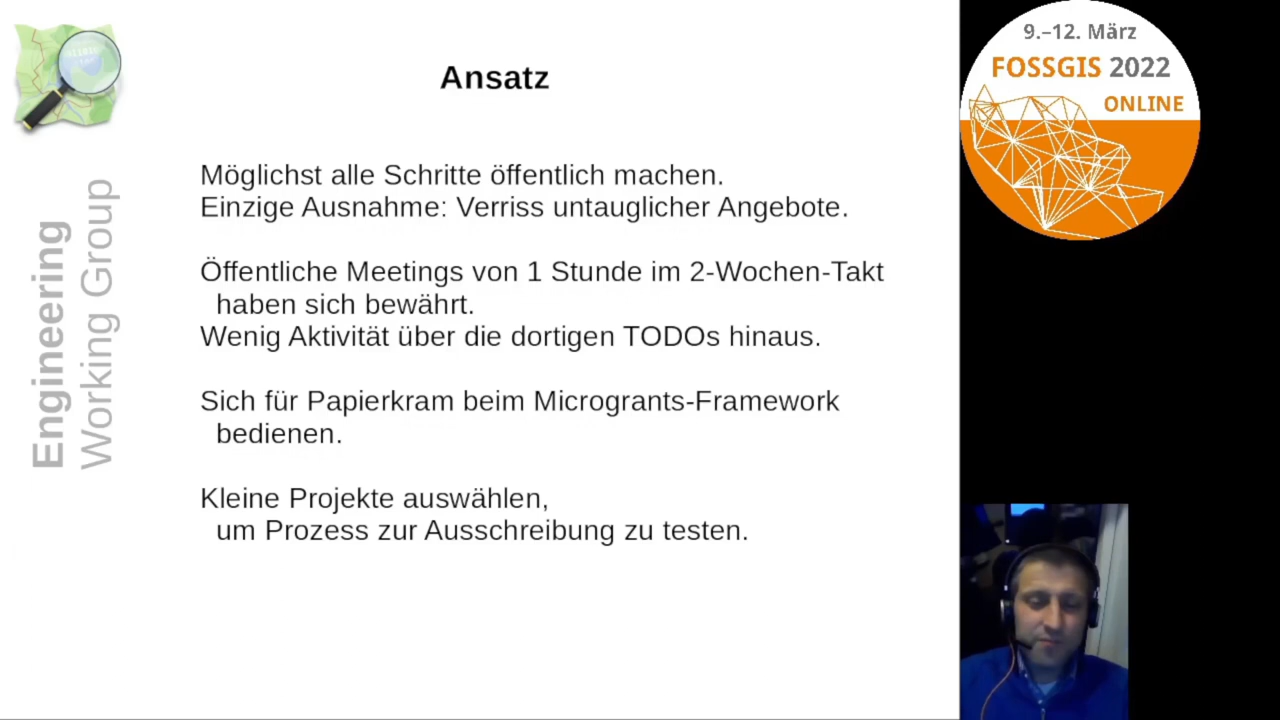 Ansatz
Möglichst alle Schritte öffentlich machen.
Einzige Ausnahme: Verriss untauglicher Angebote.
Öffentliche Meetings von 1 Stunde im 2-Wochen-Takt
haben sich bewährt.
Wenig Aktivität über die dortigen TODOs hinaus.
Sich für Papierkram beim Microgrants-Framework
bedienen.
Kleine Projekte auswählen,
um Prozess zur Ausschreibung zu testen.
Engineering
Working Group
9.–12. März
FOSSGIS 2022
ONLINE